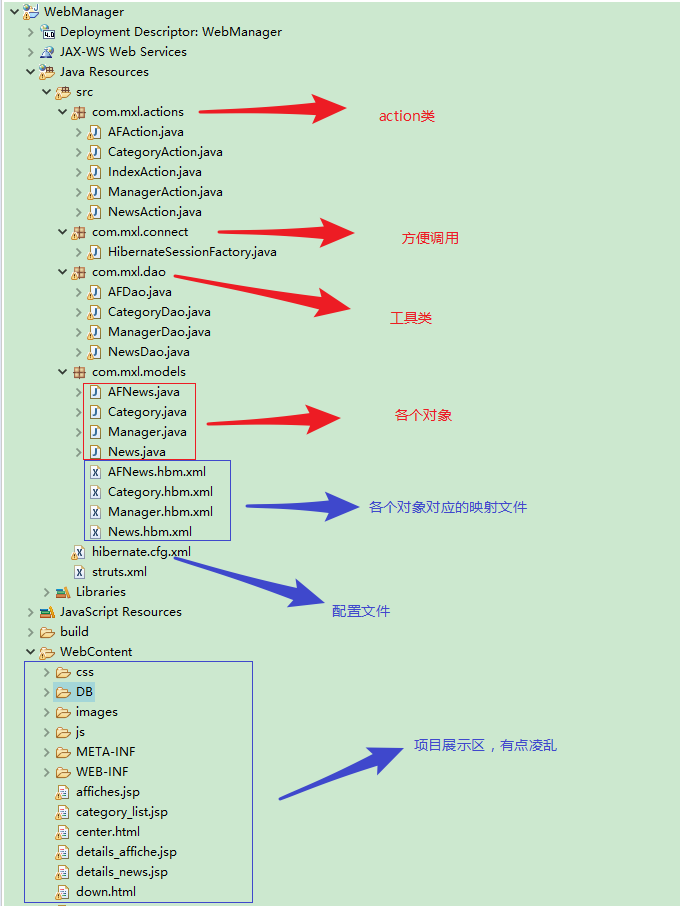 WebManager
Deployment Descriptor: WebManager
JAX-WS Web Services
Java Resources
src
com.mxl.actions
action类
AFAction.java
CategoryAction.java
IndexAction.java
ManagerAction.java
NewsAction.java
com.mxl.connect
方便调用
HibernateSessionFactory.java
com.mxl.dao
AFDao.java
工具类
CategoryDao.java
ManagerDao.java
NewsDao.java
com.mxl.models
AFNews.java
Category.java
各个对象
Manager.java
News.java
AFNews.hbm.xml
Category.hbm.xml
各个对象对应的映射文件
Manager.hbm.xml
News.hbm.xml
hibernate.cfg.xml
struts.xml
Libraries
JavaScript Resources
配置文件
build
WebContent
css
DB
images
js
项目展示区，有点凌乱
META-INF
WEB-INF
affiches.jsp
category_list.jsp
center.html
details_affiche.jsp
details_news.jsp
down.html